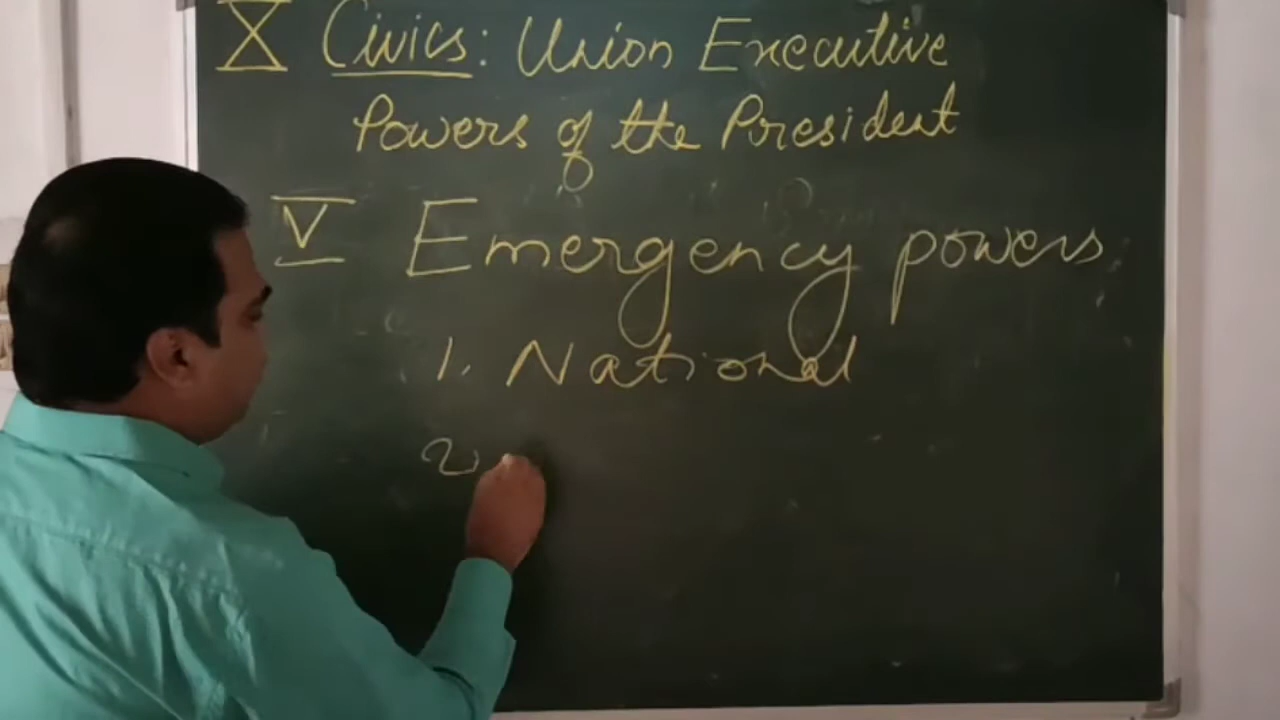 X Civics: Union Executive
Powers of the President
V Emergency powers
1. National
2.